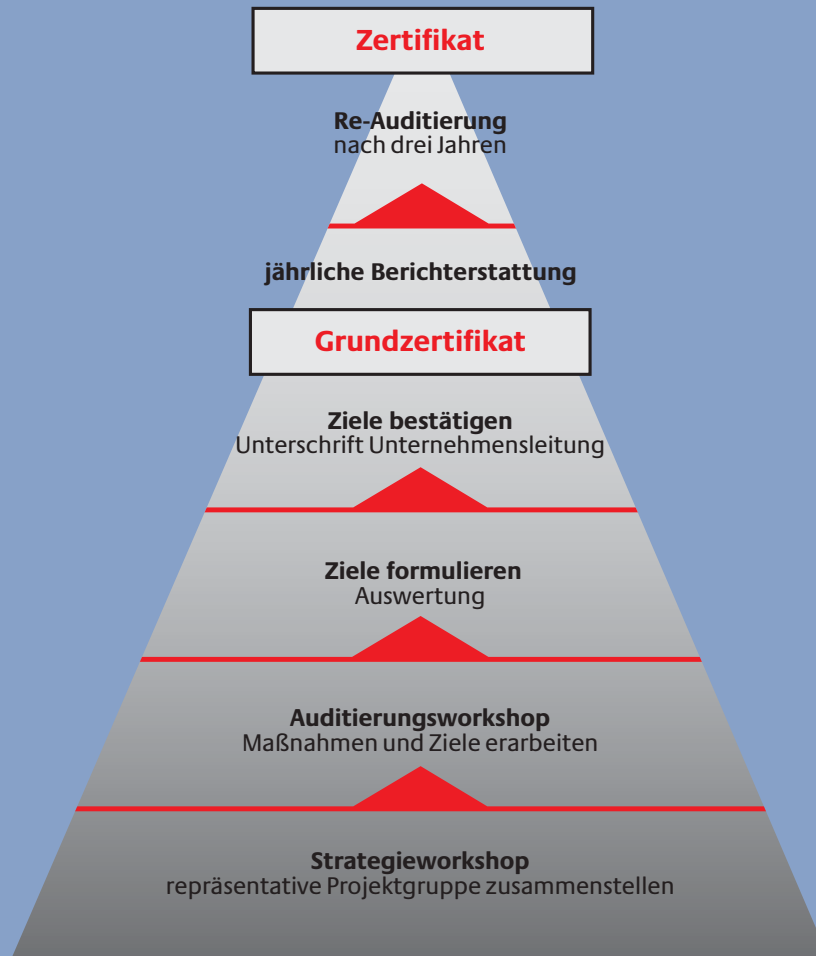 Zertifikat
Re-Auditierung
nach drei Jahren
jährliche Berichterstattung
Grundzertifikat
Ziele bestätigen
Unterschrift Unternehmensleitung
Ziele formulieren
Auswertung
Auditierungsworkshop
Maßnahmen und Ziele erarbeiten
Strategieworkshop
repräsentative Projektgruppe zusammenstellen